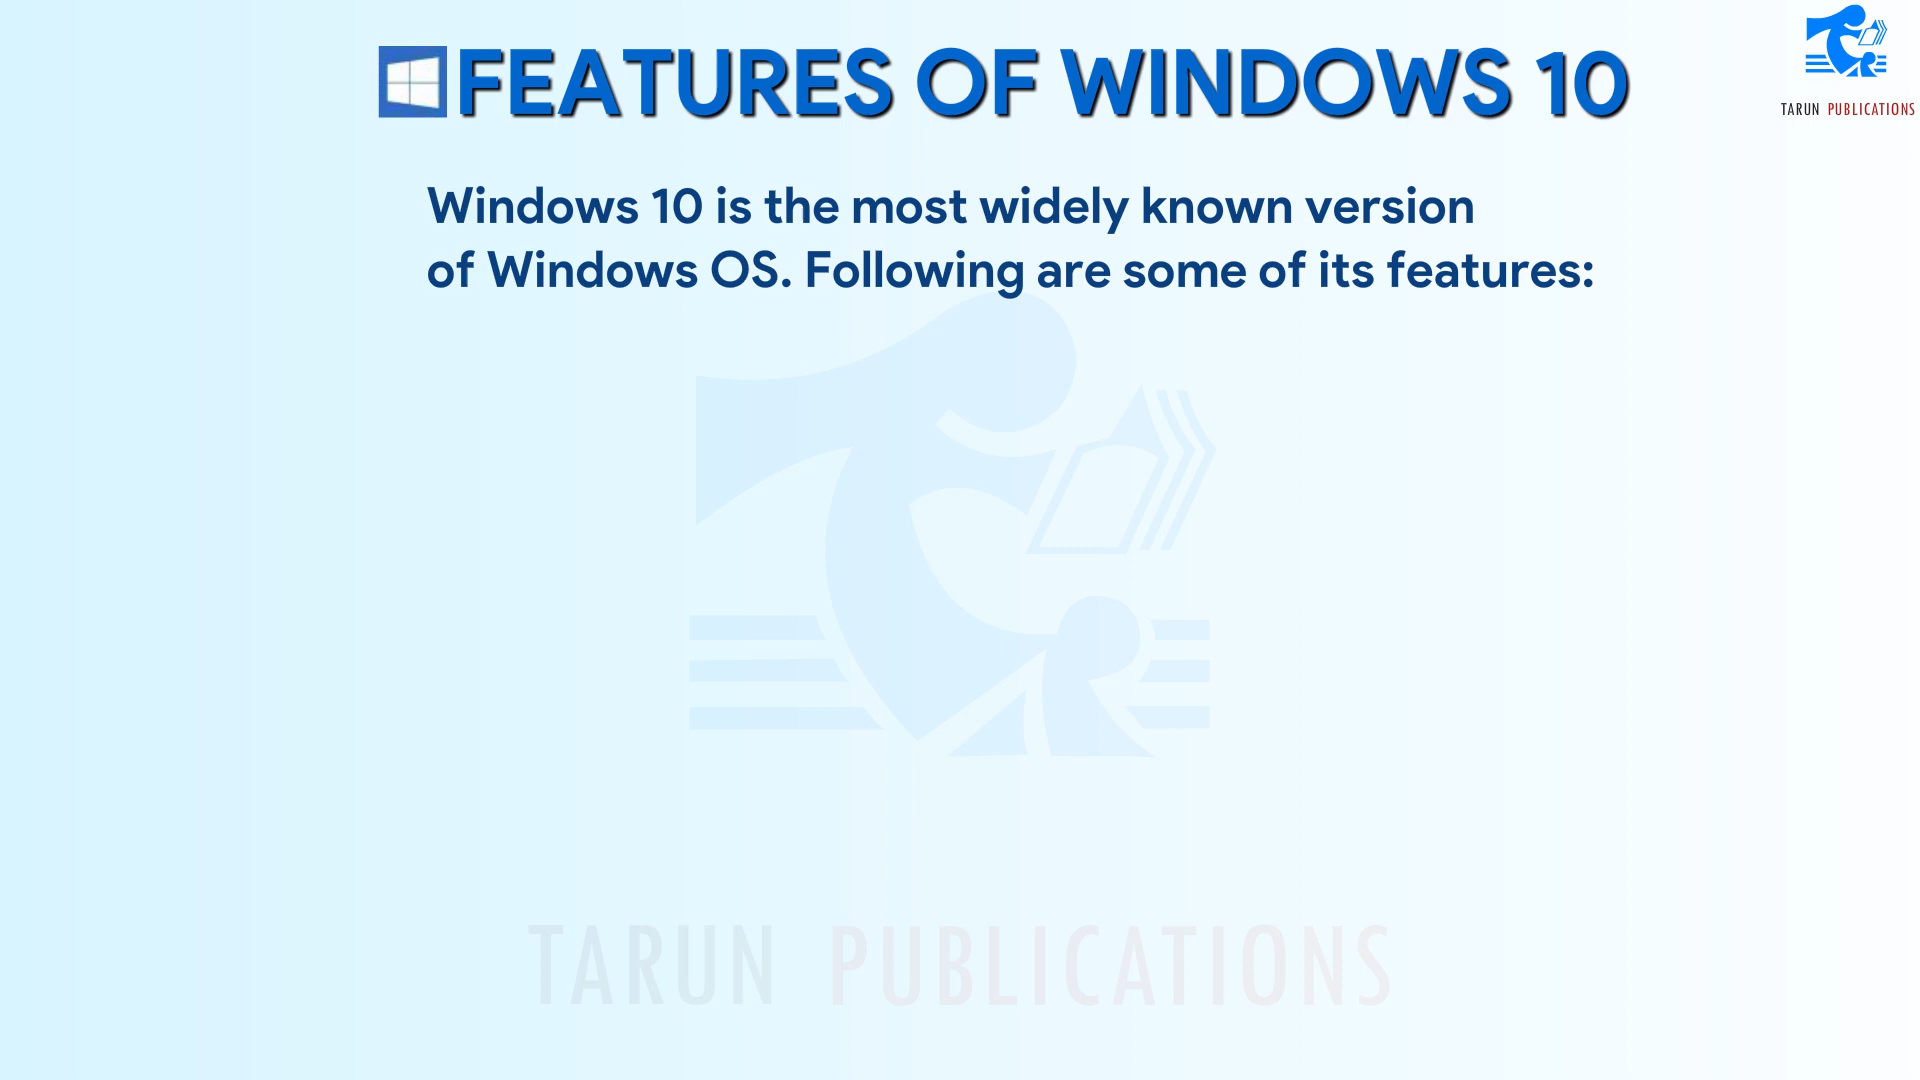 FEATURES OF WINDOWS 10
TARUN PUBLICATIONS
Windows 10 is the most widely known version
of Windows OS. Following are some of its features:
TARUN PUBLICATIONS